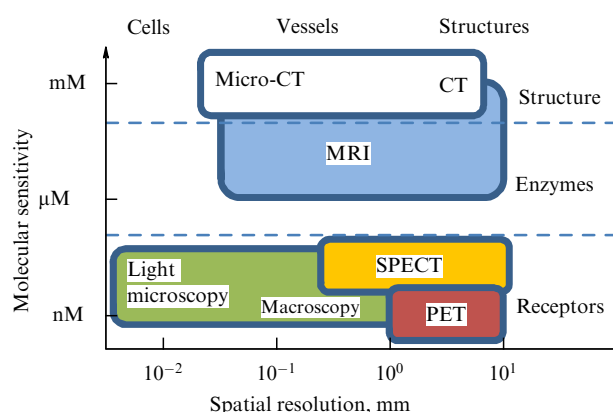 Cells Vessels Structures
mM
Micro-CT CT
Structure
MRI
Enzymes
µM
Molecular sensitivity
SPECT
Light
microscopy
Macroscopy
PET
Receptors
nM
10⁻² 10⁻¹ 10⁰ 10¹
Spatial resolution, mm